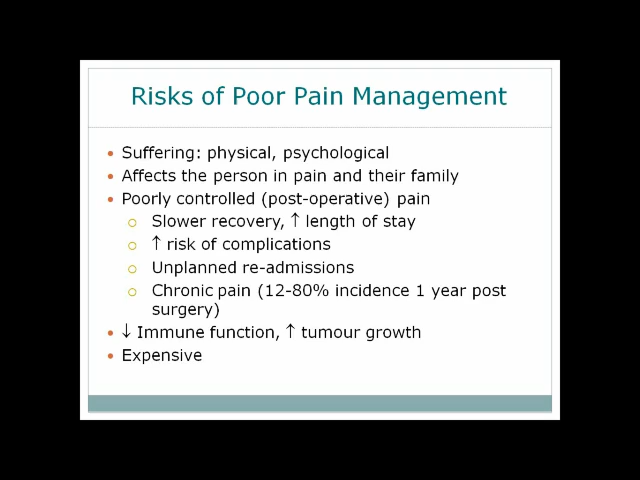 Risks of Poor Pain Management
• Suffering: physical, psychological
• Affects the person in pain and their family
• Poorly controlled (post-operative) pain
o Slower recovery, ↑ length of stay
o ↑ risk of complications
o Unplanned re-admissions
o Chronic pain (12-80% incidence 1 year post
surgery)
• ↓ Immune function, ↑ tumour growth
• Expensive